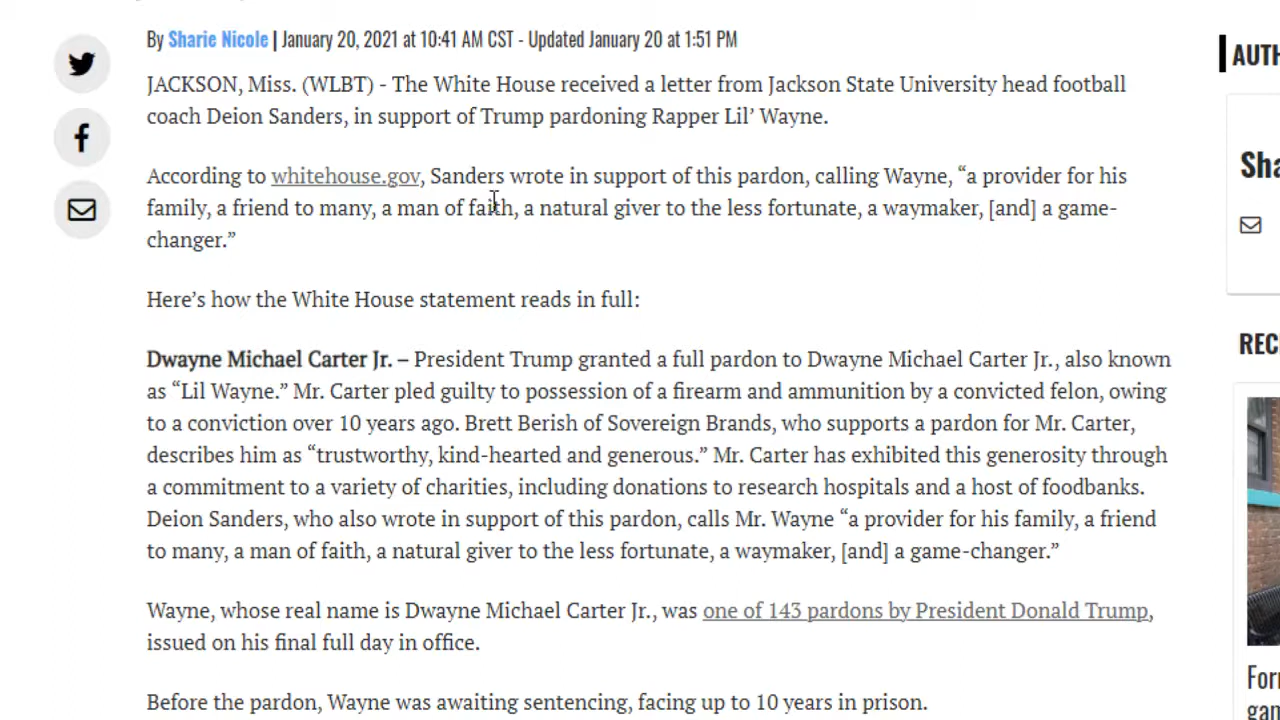 By Sharie Nicole | January 20, 2021 at 10:41 AM CST - Updated January 20 at 1:51 PM
JACKSON, Miss. (WLBT) - The White House received a letter from Jackson State University head football
coach Deion Sanders, in support of Trump pardoning Rapper Lil’ Wayne.
According to whitehouse.gov, Sanders wrote in support of this pardon, calling Wayne, “a provider for his
family, a friend to many, a man of faith, a natural giver to the less fortunate, a waymaker, [and] a game-
changer.”
Here’s how the White House statement reads in full:
Dwayne Michael Carter Jr. – President Trump granted a full pardon to Dwayne Michael Carter Jr., also known
as “Lil Wayne.” Mr. Carter pled guilty to possession of a firearm and ammunition by a convicted felon, owing
to a conviction over 10 years ago. Brett Berish of Sovereign Brands, who supports a pardon for Mr. Carter,
describes him as “trustworthy, kind-hearted and generous.” Mr. Carter has exhibited this generosity through
a commitment to a variety of charities, including donations to research hospitals and a host of foodbanks.
Deion Sanders, who also wrote in support of this pardon, calls Mr. Wayne “a provider for his family, a friend
to many, a man of faith, a natural giver to the less fortunate, a waymaker, [and] a game-changer.”
Wayne, whose real name is Dwayne Michael Carter Jr., was one of 143 pardons by President Donald Trump,
issued on his final full day in office.
Before the pardon, Wayne was awaiting sentencing, facing up to 10 years in prison.
AUTH
Sha
REC